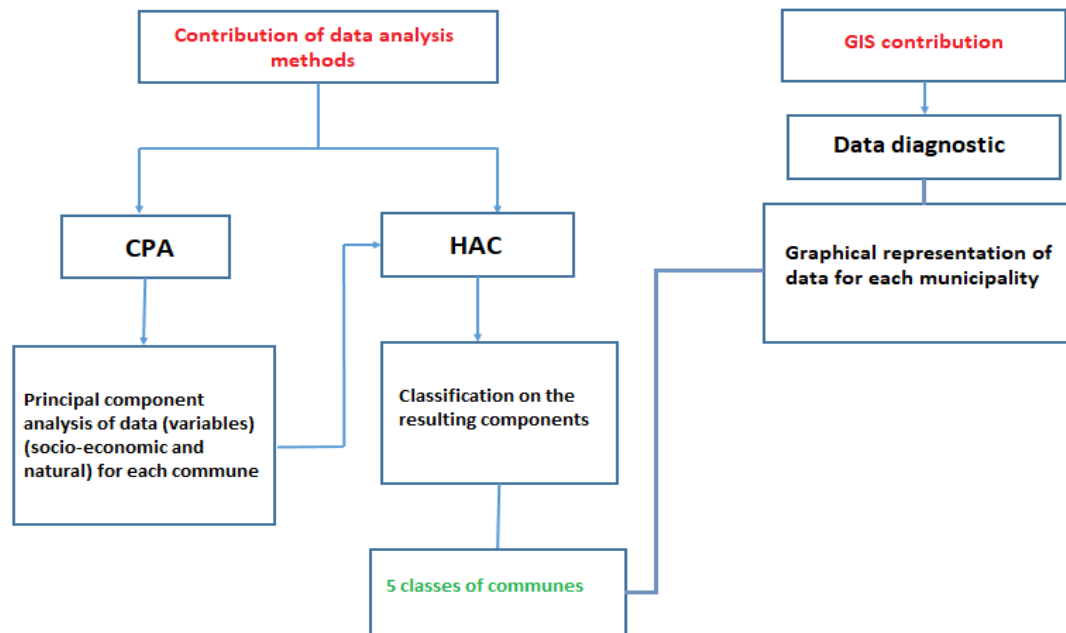 Contribution of data analysis
methods
GIS contribution
Data diagnostic
CPA
HAC
Graphical representation of
data for each municipality
Principal component
analysis of data (variables)
(socio-economic and
natural) for each commune
Classification on the
resulting components
5 classes of communes